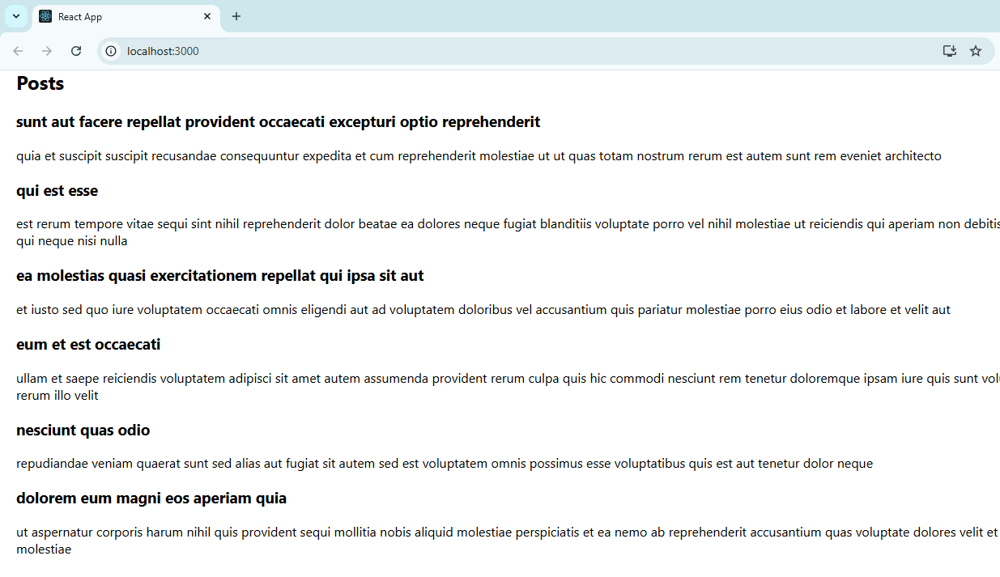 React App
localhost:3000
Posts
sunt aut facere repellat provident occaecati excepturi optio reprehenderit
quia et suscipit suscipit recusandae consequuntur expedita et cum reprehenderit molestiae ut ut quas totam nostrum rerum est autem sunt rem eveniet architecto
qui est esse
est rerum tempore vitae sequi sint nihil reprehenderit dolor beatae ea dolores neque fugiat blanditiis voluptate porro vel nihil molestiae ut reiciendis qui aperiam non debitis
qui neque nisi nulla
ea molestias quasi exercitationem repellat qui ipsa sit aut
et iusto sed quo iure voluptatem occaecati omnis eligendi aut ad voluptatem doloribus vel accusantium quis pariatur molestiae porro eius odio et labore et velit aut
eum et est occaecati
ullam et saepe reiciendis voluptatem adipisci sit amet autem assumenda provident rerum culpa quis hic commodi nesciunt rem tenetur doloremque ipsam iure quis sunt
rerum illo velit
nesciunt quas odio
repudiandae veniam quaerat sunt sed alias aut fugiat sit autem sed est voluptatem omnis possimus esse voluptatibus quis est aut tenetur dolor neque
dolorem eum magni eos aperiam quia
ut aspernatur corporis harum nihil quis provident sequi mollitia nobis aliquid molestiae perspiciatis et ea nemo ab reprehenderit accusantium quas voluptate dolores velit et
molestiae